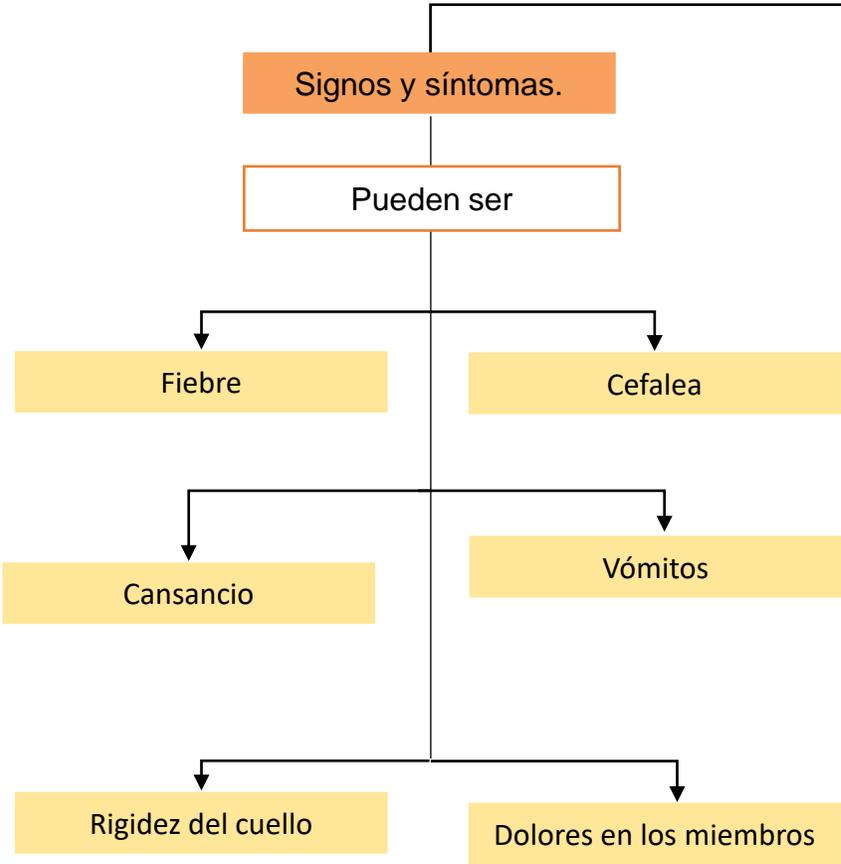 Signos y síntomas.
Pueden ser
Fiebre
Cefalea
Cansancio
Vómitos
Rigidez del cuello
Dolores en los miembros